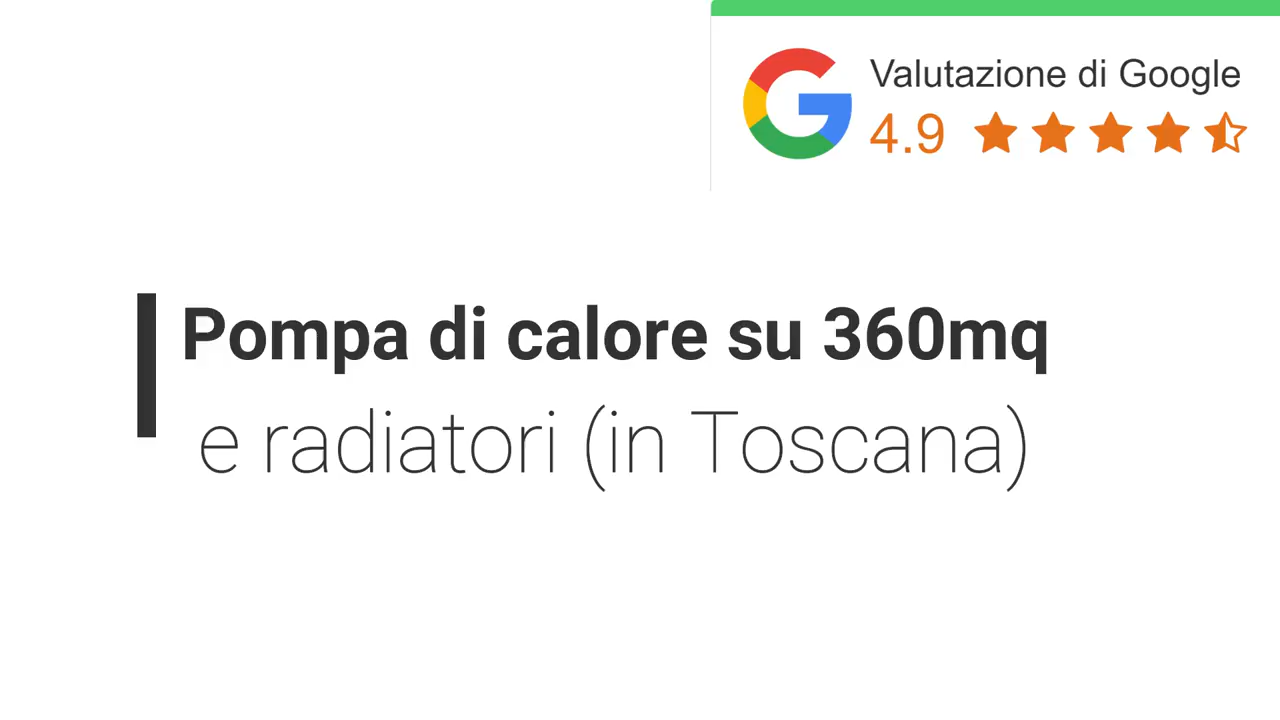 Valutazione di Google
4.9
Pompa di calore su 360mq
e radiatori (in Toscana)